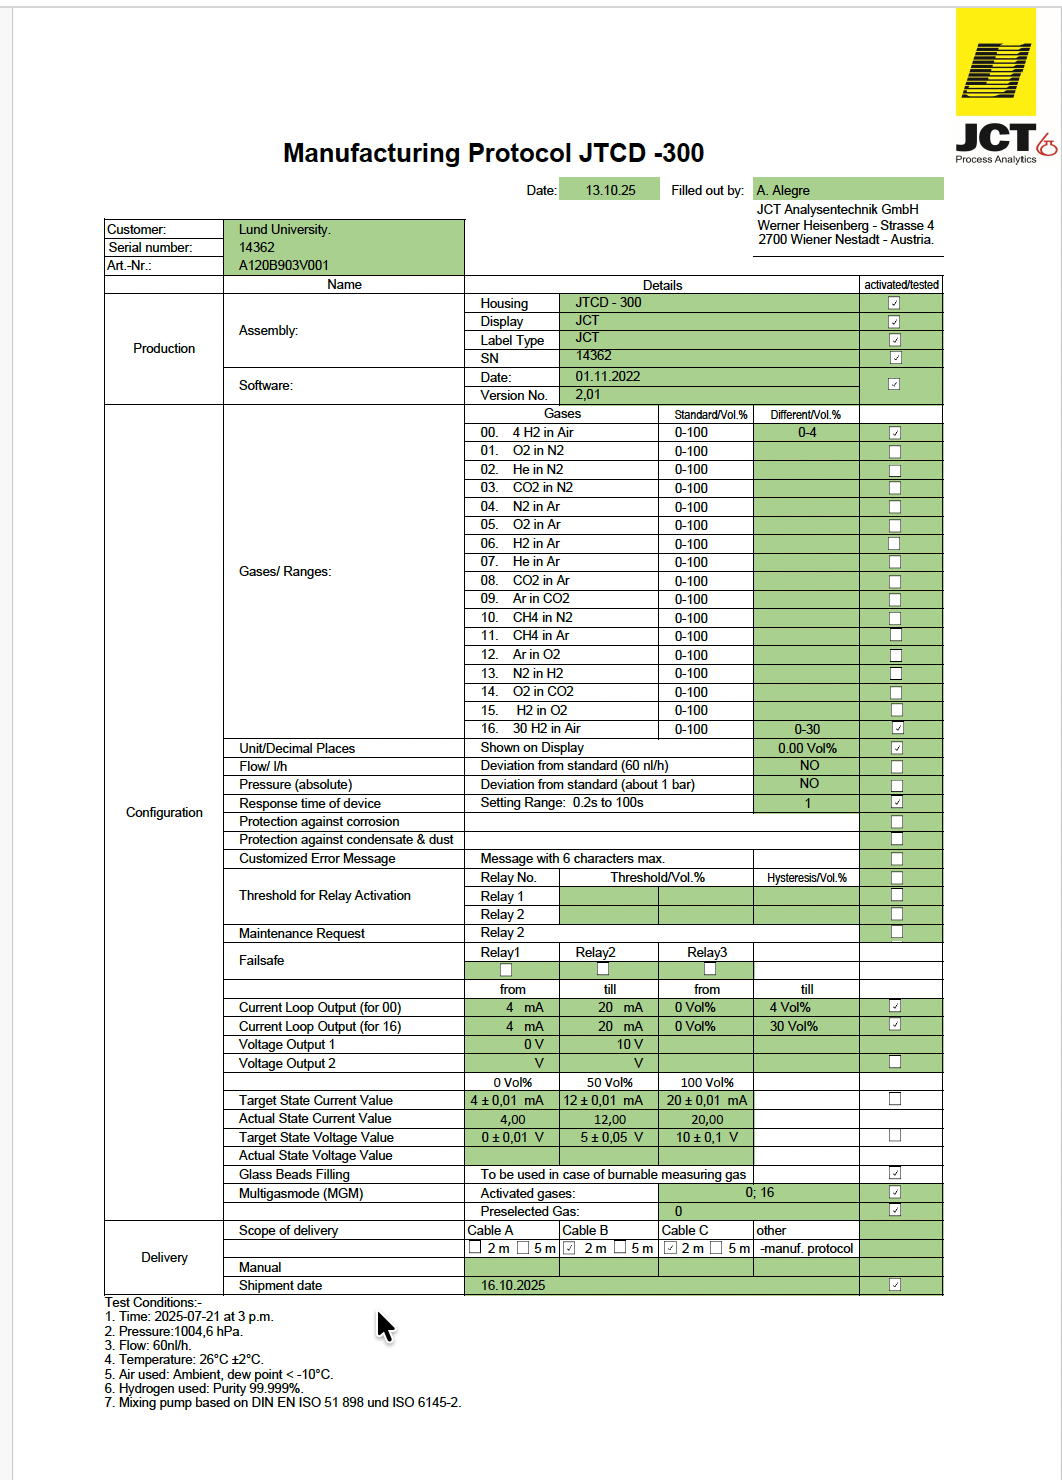 JCT
Process Analytics
Manufacturing Protocol JTCD -300
Date: 13.10.25 Filled out by: A. Alegre
JCT Analysentechnik GmbH
Werner Heisenberg - Strasse 4
2700 Wiener Nestadt - Austria.
Customer: Lund University.
Serial number: 14362
Art.-Nr.: A120B903V001
Name Details activated/tested
Production
Assembly:
Housing JTCD - 300
Display JCT
Label Type JCT
SN 14362
Software:
Date: 01.11.2022
Version No. 2,01
Configuration
Gases/ Ranges:
Gases Standard/Vol.% Different/Vol.%
00. 4 H2 in Air 0-100 0-4
01. O2 in N2 0-100
02. He in N2 0-100
03. CO2 in N2 0-100
04. N2 in Ar 0-100
05. O2 in Ar 0-100
06. H2 in Ar 0-100
07. He in Ar 0-100
08. CO2 in Ar 0-100
09. Ar in CO2 0-100
10. CH4 in N2 0-100
11. CH4 in Ar 0-100
12. Ar in O2 0-100
13. N2 in H2 0-100
14. O2 in CO2 0-100
15. H2 in O2 0-100
16. 30 H2 in Air 0-100 0-30
Unit/Decimal Places Shown on Display 0.00 Vol%
Flow/ l/h Deviation from standard (60 nl/h) NO
Pressure (absolute) Deviation from standard (about 1 bar) NO
Response time of device Setting Range: 0.2s to 100s 1
Protection against corrosion
Protection against condensate & dust
Customized Error Message Message with 6 characters max.
Threshold for Relay Activation
Relay No. Threshold/Vol.% Hysteresis/Vol.%
Relay 1
Relay 2
Maintenance Request Relay 2
Failsafe
Relay1 Relay2 Relay3
from till from till
Current Loop Output (for 00) 4 mA 20 mA 0 Vol% 4 Vol%
Current Loop Output (for 16) 4 mA 20 mA 0 Vol% 30 Vol%
Voltage Output 1 0 V 10 V
Voltage Output 2 V V
0 Vol% 50 Vol% 100 Vol%
Target State Current Value 4 ± 0,01 mA 12 ± 0,01 mA 20 ± 0,01 mA
Actual State Current Value 4,00 12,00 20,00
Target State Voltage Value 0 ± 0,01 V 5 ± 0,05 V 10 ± 0,1 V
Actual State Voltage Value
Glass Beads Filling To be used in case of burnable measuring gas
Multigasmode (MGM) Activated gases: 0; 16
Preselected Gas: 0
Delivery
Scope of delivery Cable A Cable B Cable C other
2 m 5 m 2 m 5 m 2 m 5 m -manuf. protocol
Manual
Shipment date 16.10.2025
Test Conditions:-
1. Time: 2025-07-21 at 3 p.m.
2. Pressure:1004,6 hPa.
3. Flow: 60nl/h.
4. Temperature: 26°C ±2°C.
5. Air used: Ambient, dew point < -10°C.
6. Hydrogen used: Purity 99.999%.
7. Mixing pump based on DIN EN ISO 51 898 und ISO 6145-2.